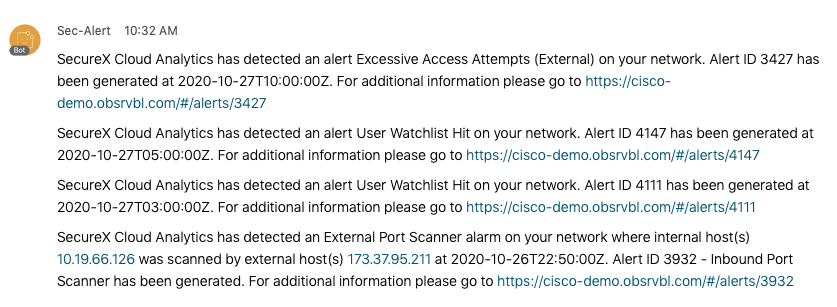 Sec-Alert 10:32 AM
Bot
SecureX Cloud Analytics has detected an alert Excessive Access Attempts (External) on your network. Alert ID 3427 has
been generated at 2020-10-27T10:00:00Z. For additional information please go to https://cisco-
demo.obsrvbl.com/#/alerts/3427
SecureX Cloud Analytics has detected an alert User Watchlist Hit on your network. Alert ID 4147 has been generated at
2020-10-27T05:00:00Z. For additional information please go to https://cisco-demo.obsrvbl.com/#/alerts/4147
SecureX Cloud Analytics has detected an alert User Watchlist Hit on your network. Alert ID 4111 has been generated at
2020-10-27T03:00:00Z. For additional information please go to https://cisco-demo.obsrvbl.com/#/alerts/4111
SecureX Cloud Analytics has detected an External Port Scanner alarm on your network where internal host(s)
10.19.66.126 was scanned by external host(s) 173.37.95.211 at 2020-10-26T22:50:00Z. Alert ID 3932 - Inbound Port
Scanner has been generated. For additional information please go to https://cisco-demo.obsrvbl.com/#/alerts/3932